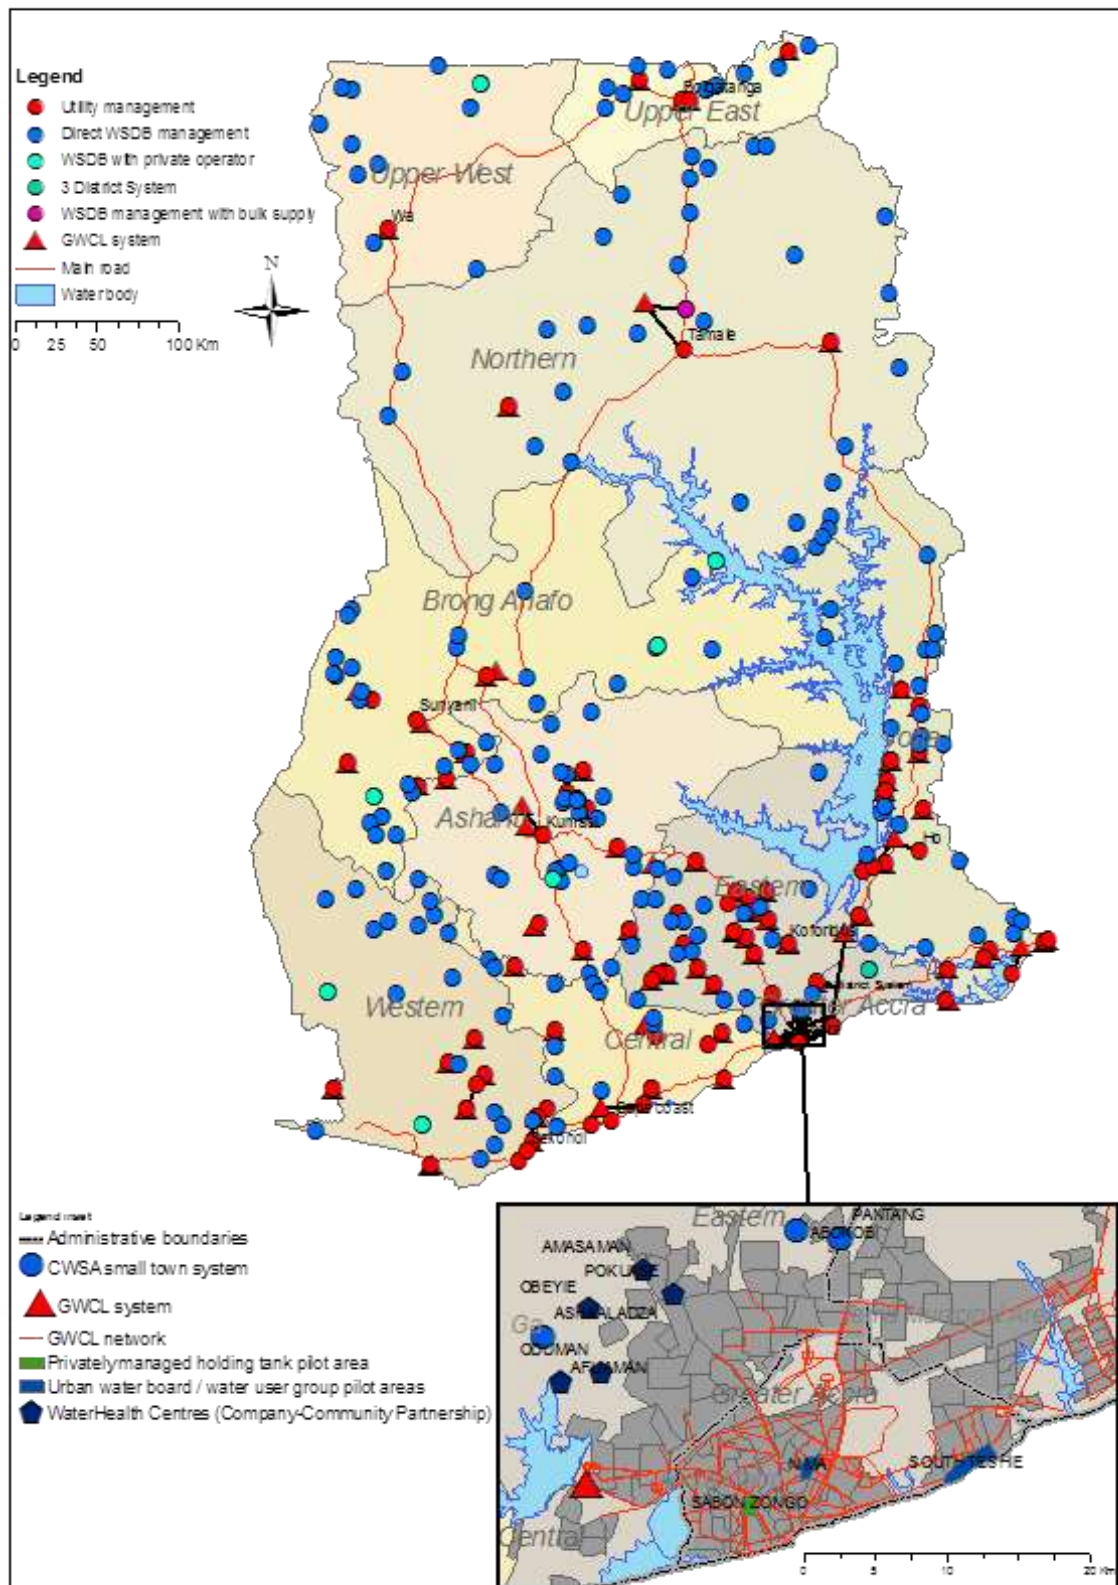 Legend
Utility management
Direct WSDB management
WSDB with private operator
3 District System
WSDB management with bulk supply
GWCL system
Main road
Water body
N
0 25 50 100 Km
Upper East
Upper West
Wa
Tamale
Northern
Brong Ahafo
Sunyani
Ashanti
Ho
Eastern
Western
Central
Legend inset
Administrative boundaries
CWSA small town system
GWCL system
GWCL network
Privately managed holding tank pilot area
Urban water board / water user group pilot areas
WaterHealth Centres (Company-Community Partnership)
Eastern
PANTANG
ABOKOBI
AMASAMAN
POKUASE
OBEYIE
Ga
ODUMAN
AFUAMAN
Greater Accra
NIMA
SOUTH TESHIE
SABON ZONGO
Central
0 5 10 20 Km